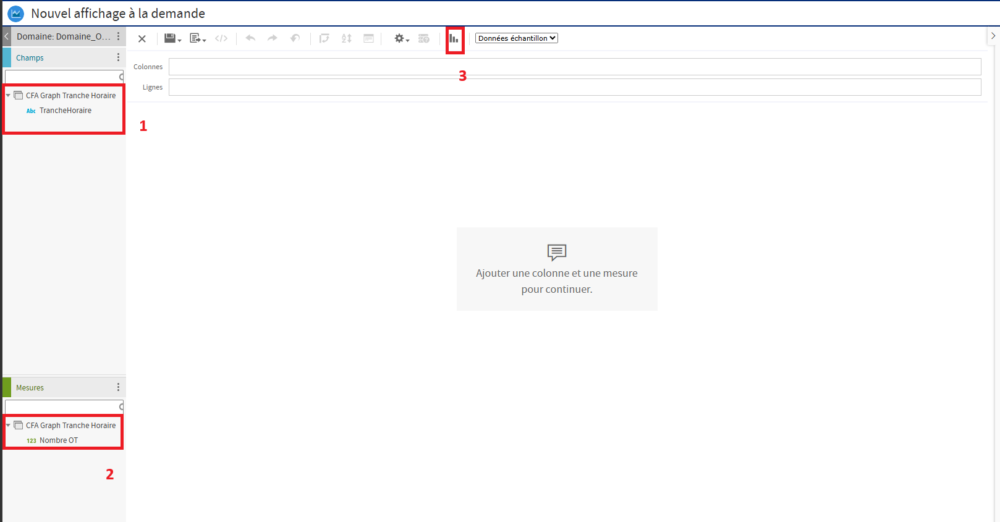 Nouvel affichage à la demande
Domaine: Domaine_O...
Données échantillon
Champs
Colonnes
3
Lignes
CFA Graph Tranche Horaire
Abc TrancheHoraire
1
Ajouter une colonne et une mesure
pour continuer.
Mesures
CFA Graph Tranche Horaire
123 Nombre OT
2